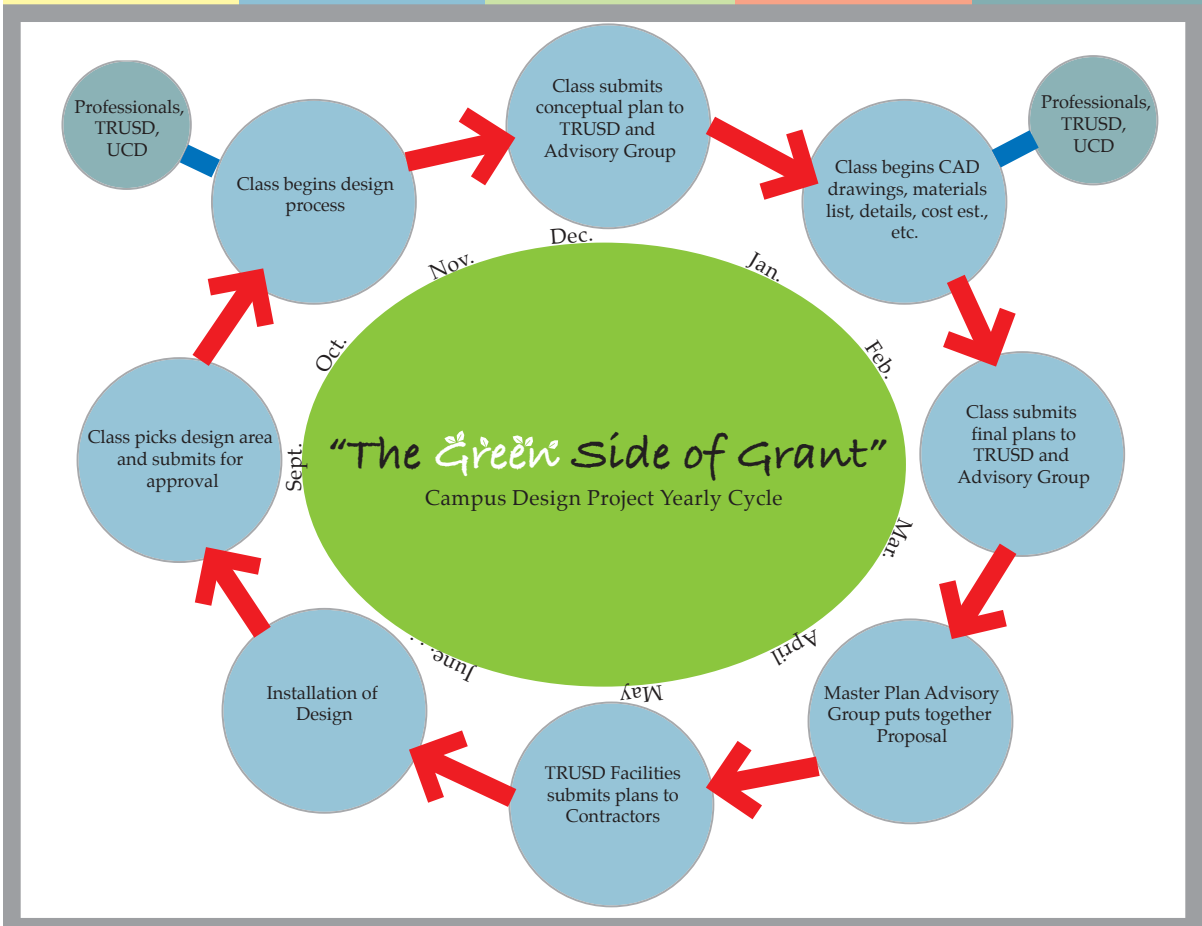 Professionals,
TRUSD,
UCD
Class begins design
process
Class submits
conceptual plan to
TRUSD and
Advisory Group
Class begins CAD
drawings, materials
list, details, cost est.,
etc.
Professionals,
TRUSD,
UCD
Class submits
final plans to
TRUSD and
Advisory Group
Master Plan Advisory
Group puts together
Proposal
TRUSD Facilities
submits plans to
Contractors
Installation of
Design
Class picks design area
and submits for
approval
Sept.
Oct.
Nov.
Dec.
Jan.
Feb.
Mar.
April
May
June. . .
“The Green Side of Grant”
Campus Design Project Yearly Cycle